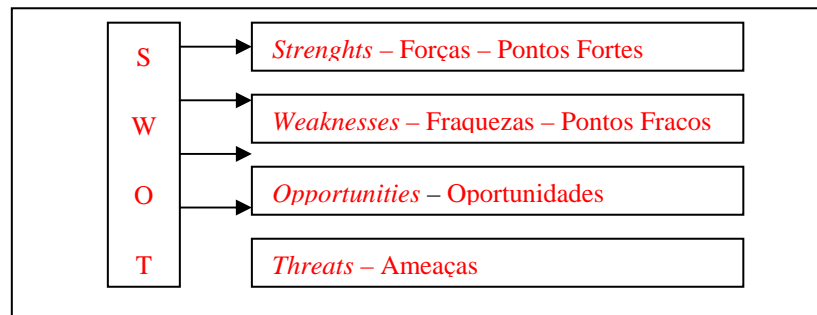 S
Strenghts – Forças – Pontos Fortes
W
Weaknesses – Fraquezas – Pontos Fracos
O
Opportunities – Oportunidades
T
Threats – Ameaças